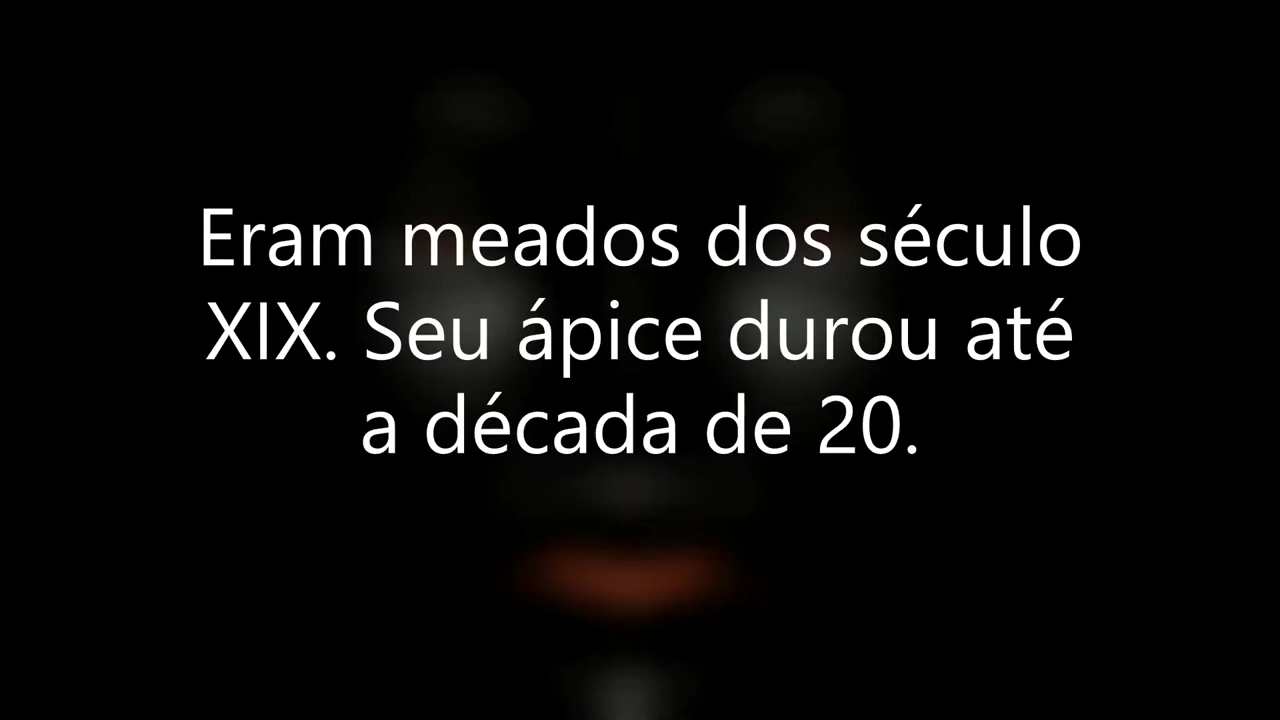 Eram meados dos século
XIX. Seu ápice durou até
a década de 20.